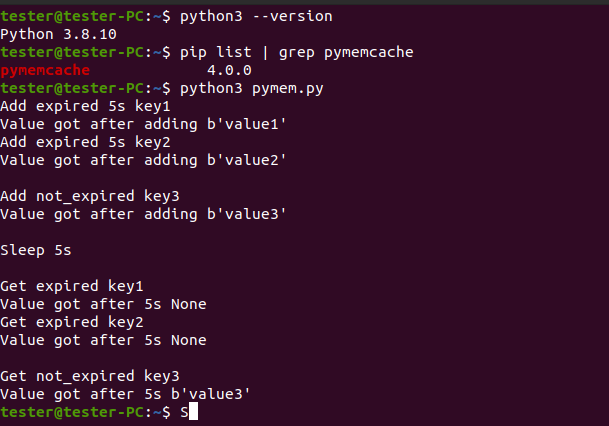 tester@tester-PC:~$ python3 --version
Python 3.8.10
tester@tester-PC:~$ pip list | grep pymemcache
pymemcache             4.0.0
tester@tester-PC:~$ python3 pymem.py
Add expired 5s key1
Value got after adding b'value1'
Add expired 5s key2
Value got after adding b'value2'

Add not_expired key3
Value got after adding b'value3'

Sleep 5s

Get expired key1
Value got after 5s None
Get expired key2
Value got after 5s None

Get not_expired key3
Value got after 5s b'value3'
tester@tester-PC:~$ S